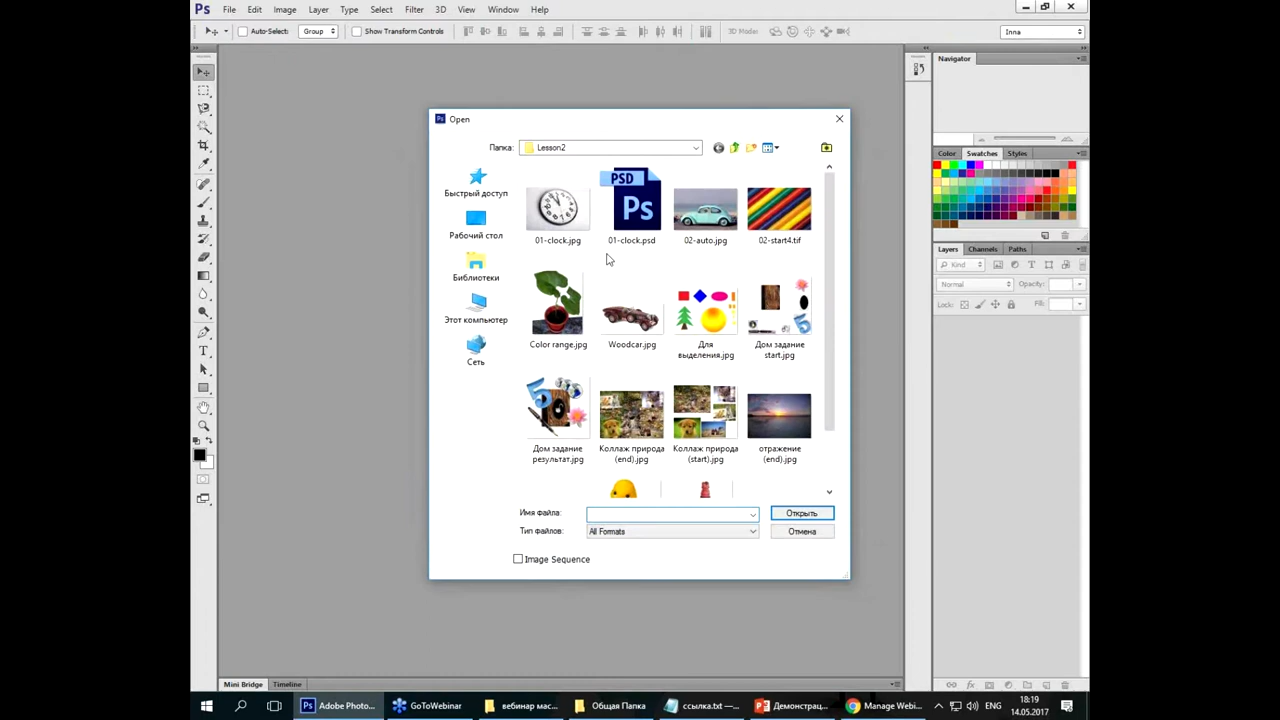 Ps File Edit Image Layer Type Select Filter 3D View Window Help
Auto-Select: Group Show Transform Controls 3D Mode: Inna
Navigator
Open
Папка: Lesson2
Color Swatches Styles
Быстрый доступ
Рабочий стол
Библиотеки
Этот компьютер
Сеть
PSD
Ps
01-clock.jpg 01-clock.psd 02-auto.jpg 02-start4.tif
Color range.jpg Woodcar.jpg Для выделения.jpg Дом задание start.jpg
Дом задание результат.jpg Коллаж природа (end).jpg Коллаж природа (start).jpg отражение (end).jpg
Layers Channels Paths
Kind
Normal Opacity:
Lock: Fill:
Имя файла: Открыть
Тип файлов: All Formats Отмена
Image Sequence
Mini Bridge Timeline
Adobe Photo... GoToWebinar вебинар мас... Общая Папка ссылка.txt —... Демонстрац... Manage Webi... ENG 18:19
14.05.2017